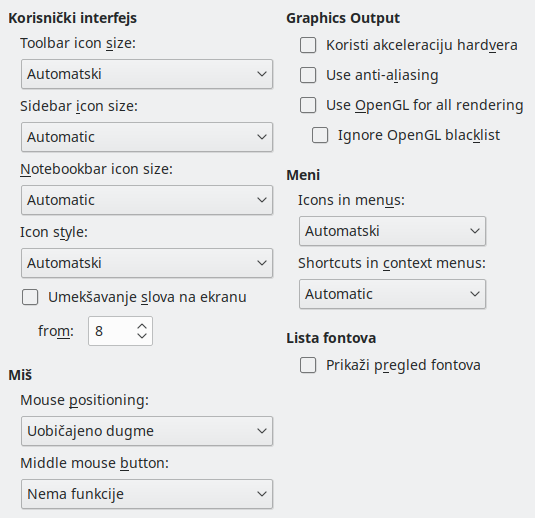 Korisnički interfejs
Toolbar icon size:
Automatski
Sidebar icon size:
Automatic
Notebookbar icon size:
Automatic
Icon style:
Automatski
Umekšavanje slova na ekranu
from: 8
Miš
Mouse positioning:
Uobičajeno dugme
Middle mouse button:
Nema funkcije
Graphics Output
Koristi akceleraciju hardvera
Use anti-aliasing
Use OpenGL for all rendering
Ignore OpenGL blacklist
Meni
Icons in menus:
Automatski
Shortcuts in context menus:
Automatic
Lista fontova
Prikaži pregled fontova